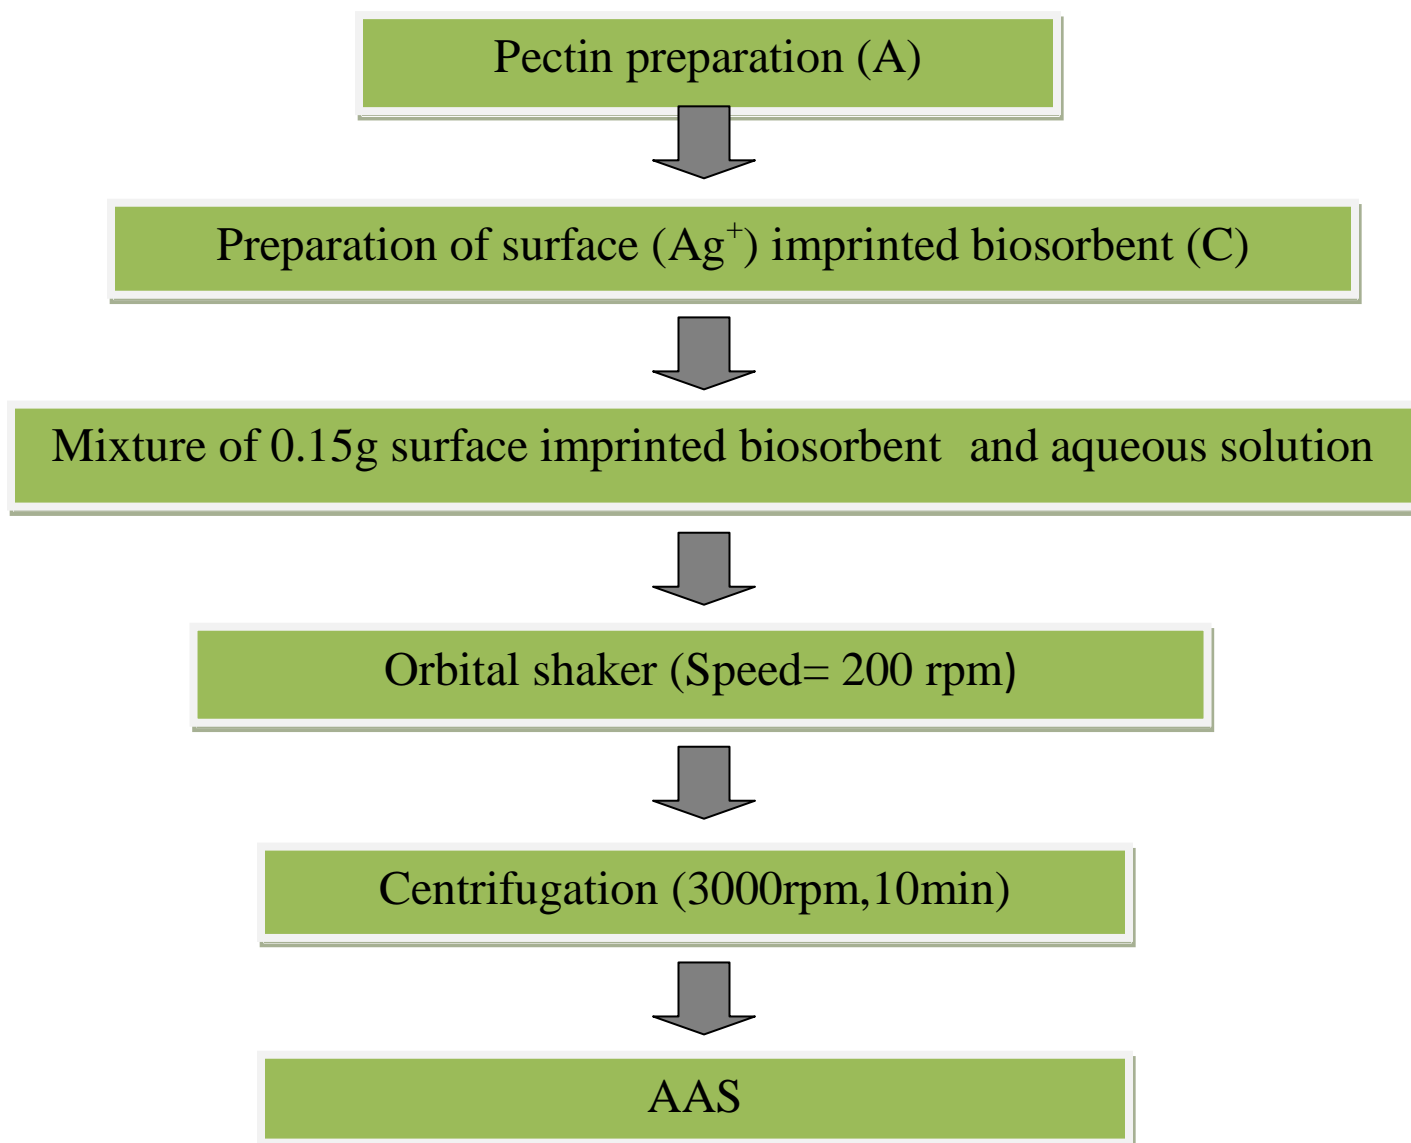 Pectin preparation (A)
Preparation of surface (Ag⁺) imprinted biosorbent (C)
Mixture of 0.15g surface imprinted biosorbent  and aqueous solution
Orbital shaker (Speed= 200 rpm)
Centrifugation (3000rpm,10min)
AAS